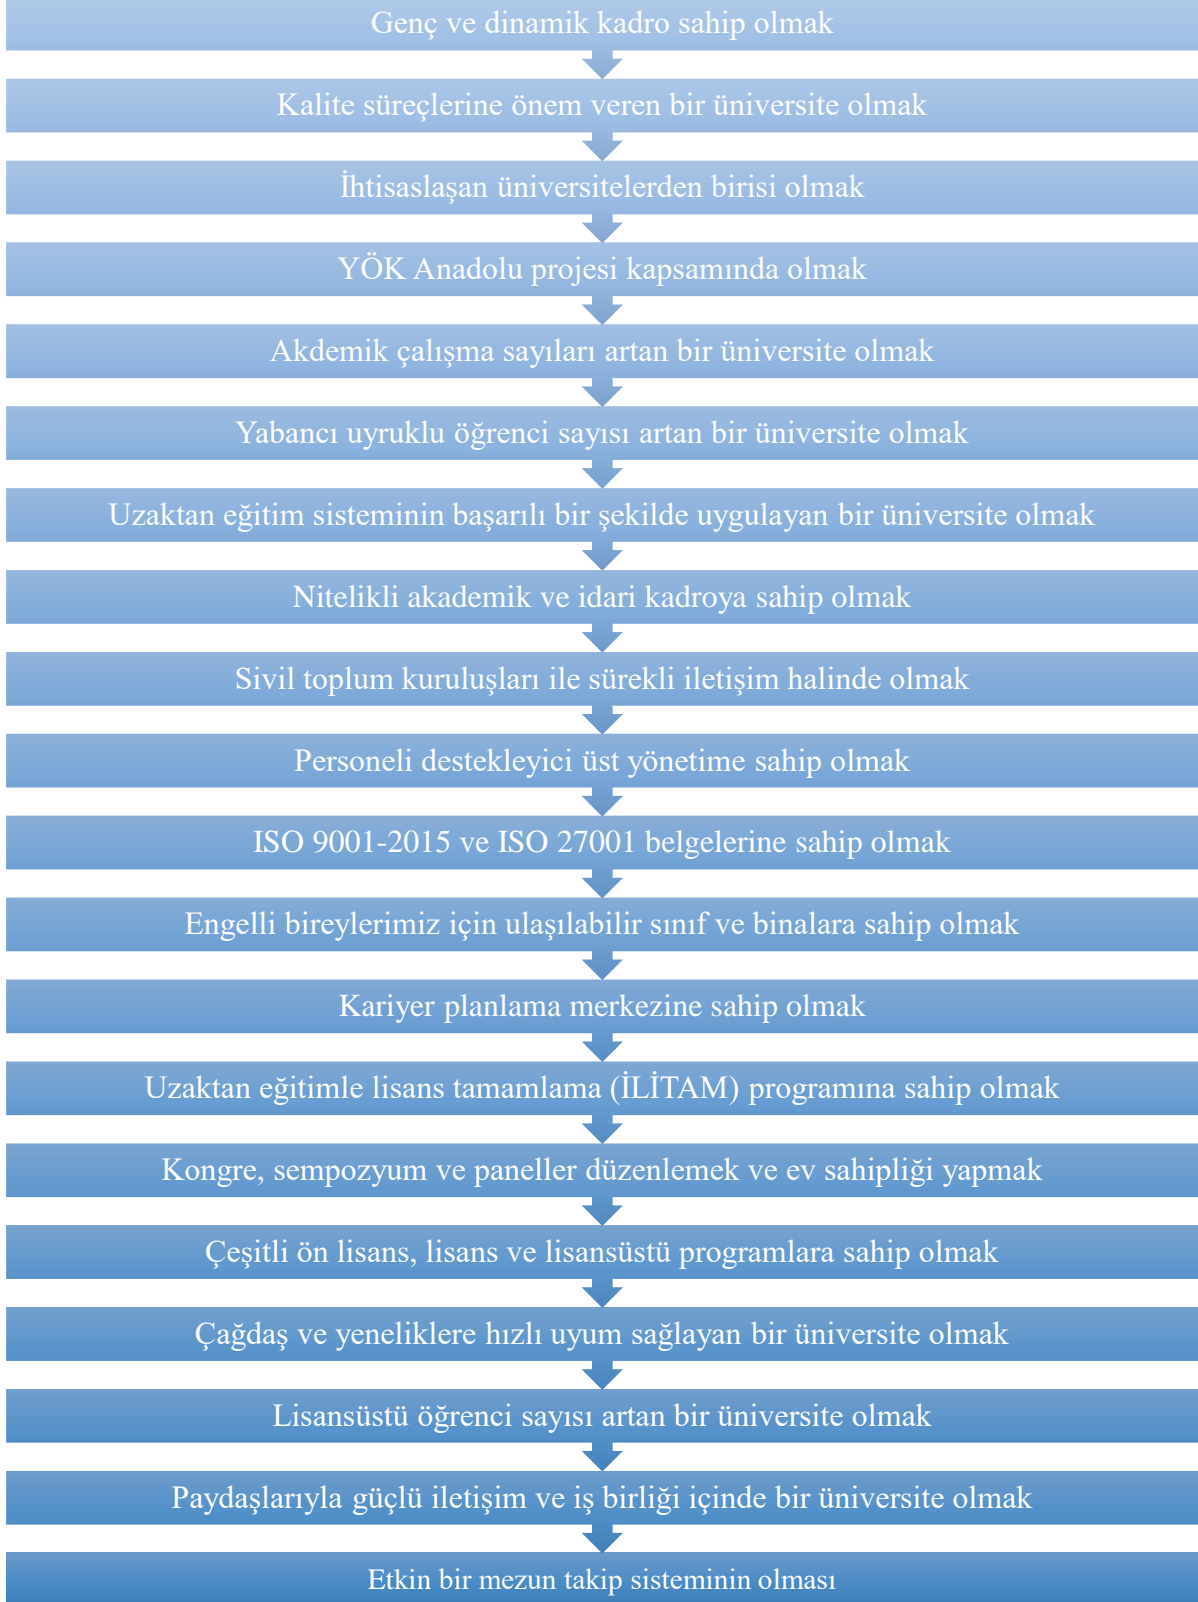 Genç ve dinamik kadro sahip olmak
Kalite süreçlerine önem veren bir üniversite olmak
İhtisaslaşan üniversitelerden birisi olmak
YÖK Anadolu projesi kapsamında olmak
Akdemik çalışma sayıları artan bir üniversite olmak
Yabancı uyruklu öğrenci sayısı artan bir üniversite olmak
Uzaktan eğitim sisteminin başarılı bir şekilde uygulayan bir üniversite olmak
Nitelikli akademik ve idari kadroya sahip olmak
Sivil toplum kuruluşları ile sürekli iletişim halinde olmak
Personeli destekleyici üst yönetime sahip olmak
ISO 9001-2015 ve ISO 27001 belgelerine sahip olmak
Engelli bireylerimiz için ulaşılabilir sınıf ve binalara sahip olmak
Kariyer planlama merkezine sahip olmak
Uzaktan eğitimle lisans tamamlama (İLİTAM) programına sahip olmak
Kongre, sempozyum ve paneller düzenlemek ve ev sahipliği yapmak
Çeşitli ön lisans, lisans ve lisansüstü programlara sahip olmak
Çağdaş ve yeneliklere hızlı uyum sağlayan bir üniversite olmak
Lisansüstü öğrenci sayısı artan bir üniversite olmak
Paydaşlarıyla güçlü iletişim ve iş birliği içinde bir üniversite olmak
Etkin bir mezun takip sisteminin olması